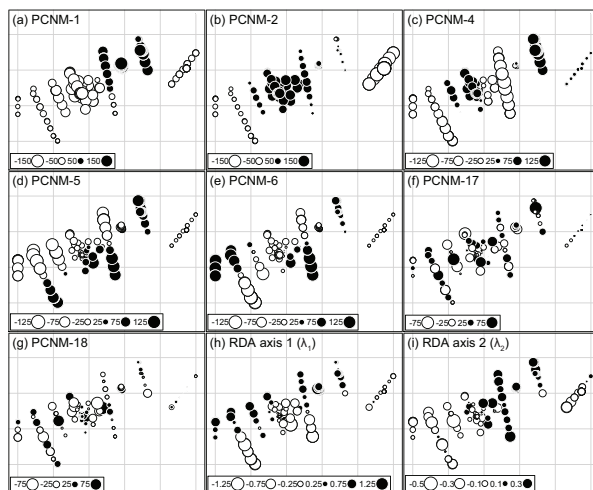 (a) PCNM-1
-150 -50 50 150
(b) PCNM-2
-150 -50 50 150
(c) PCNM-4
-125 -75 -25 25 75 125
(d) PCNM-5
-125 -75 -25 25 75 125
(e) PCNM-6
-125 -75 -25 25 75 125
(f) PCNM-17
-75 -25 25 75
(g) PCNM-18
-75 -25 25 75
(h) RDA axis 1 (λ₁)
-1.25 -0.75 -0.25 0.25 0.75 1.25
(i) RDA axis 2 (λ₂)
-0.5 -0.3 -0.1 0.1 0.3